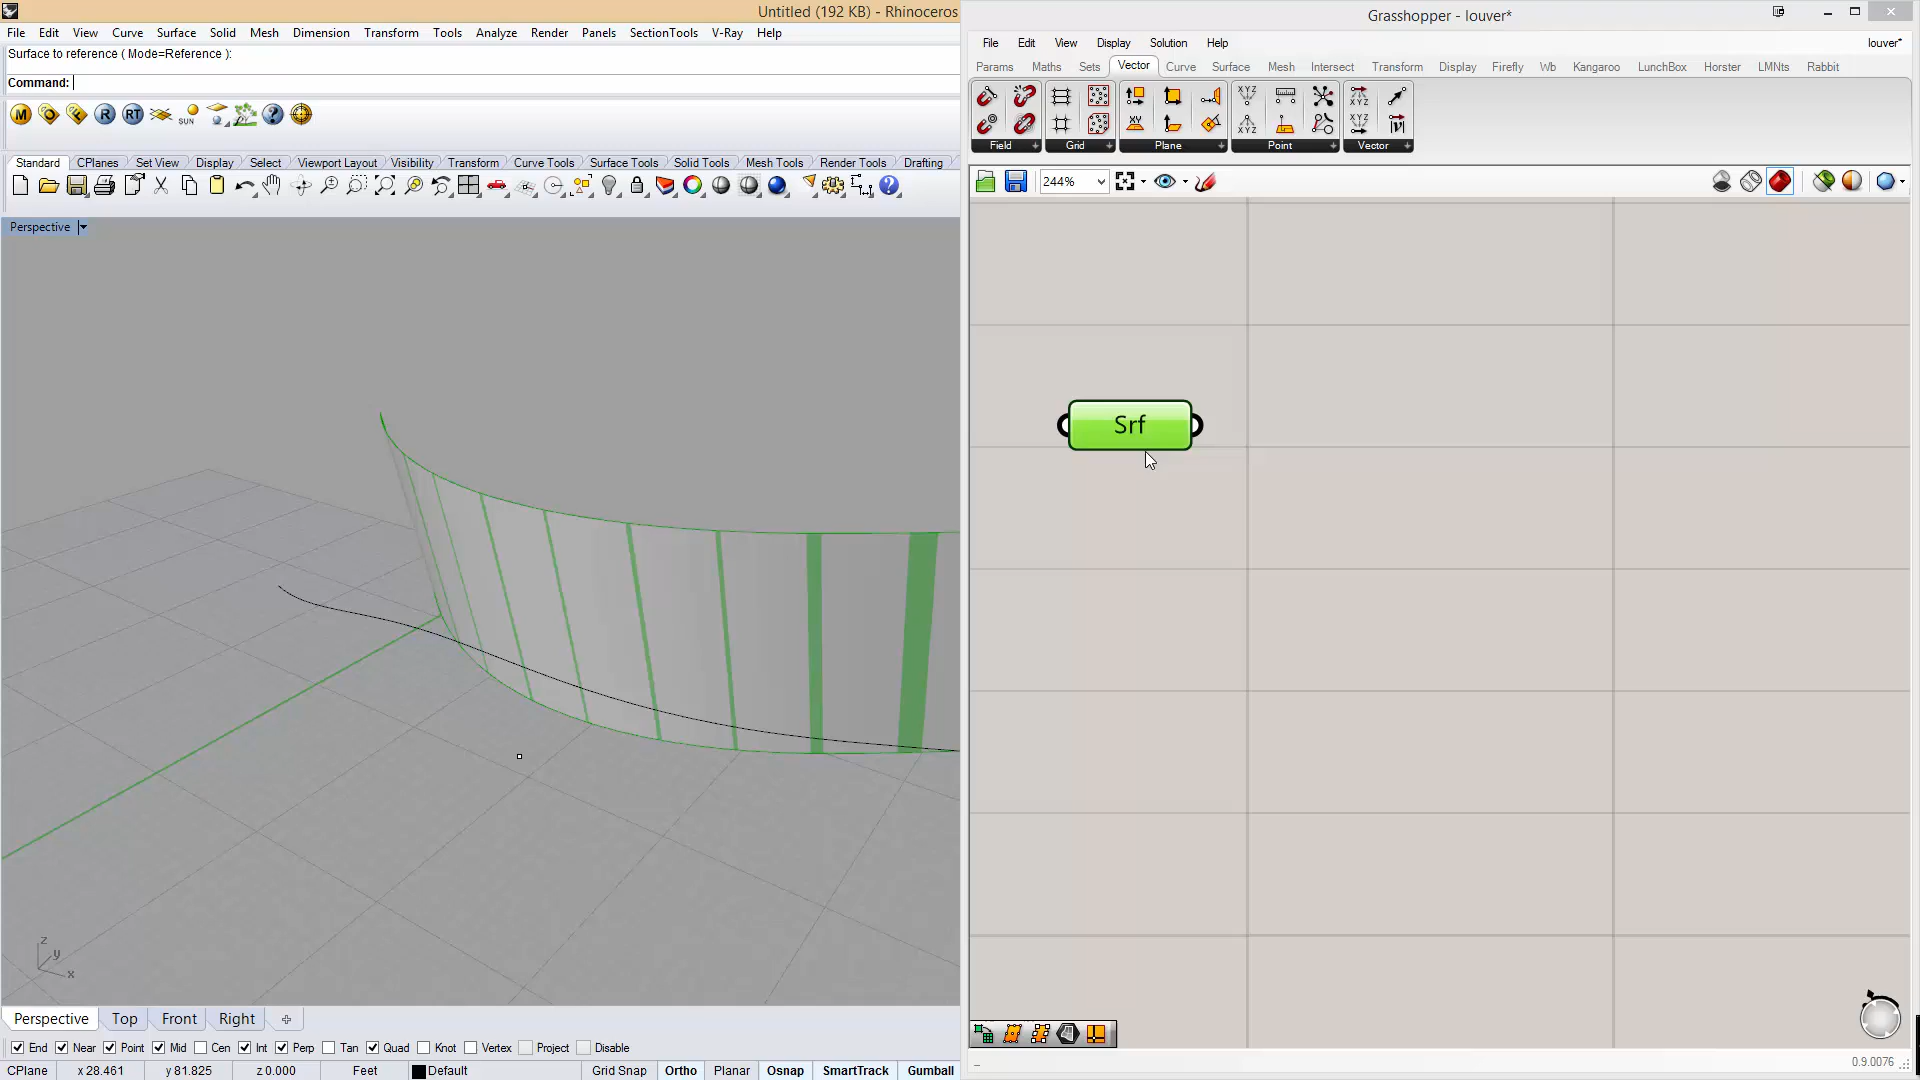 Untitled (192 KB) - Rhinoceros
File Edit View Curve Surface Solid Mesh Dimension Transform Tools Analyze Render Panels SectionTools V-Ray Help
Surface to reference ( Mode=Reference ):
Command:
M R RT SUN
Standard CPlanes Set View Display Select Viewport Layout Visibility Transform Curve Tools Surface Tools Solid Tools Mesh Tools Render Tools Drafting
Perspective
z
y
x
Perspective Top Front Right
End Near Point Mid Cen Int Perp Tan Quad Knot Vertex Project Disable
CPlane x 28.461 y 81.825 z 0.000 Feet Default Grid Snap Ortho Planar Osnap SmartTrack Gumball
Grasshopper - louver*
File Edit View Display Solution Help louver*
Params Maths Sets Vector Curve Surface Mesh Intersect Transform Display Firefly Wb Kangaroo LunchBox Horster LMNts Rabbit
Field Grid Plane Point Vector
244%
Srf
0.9.0076